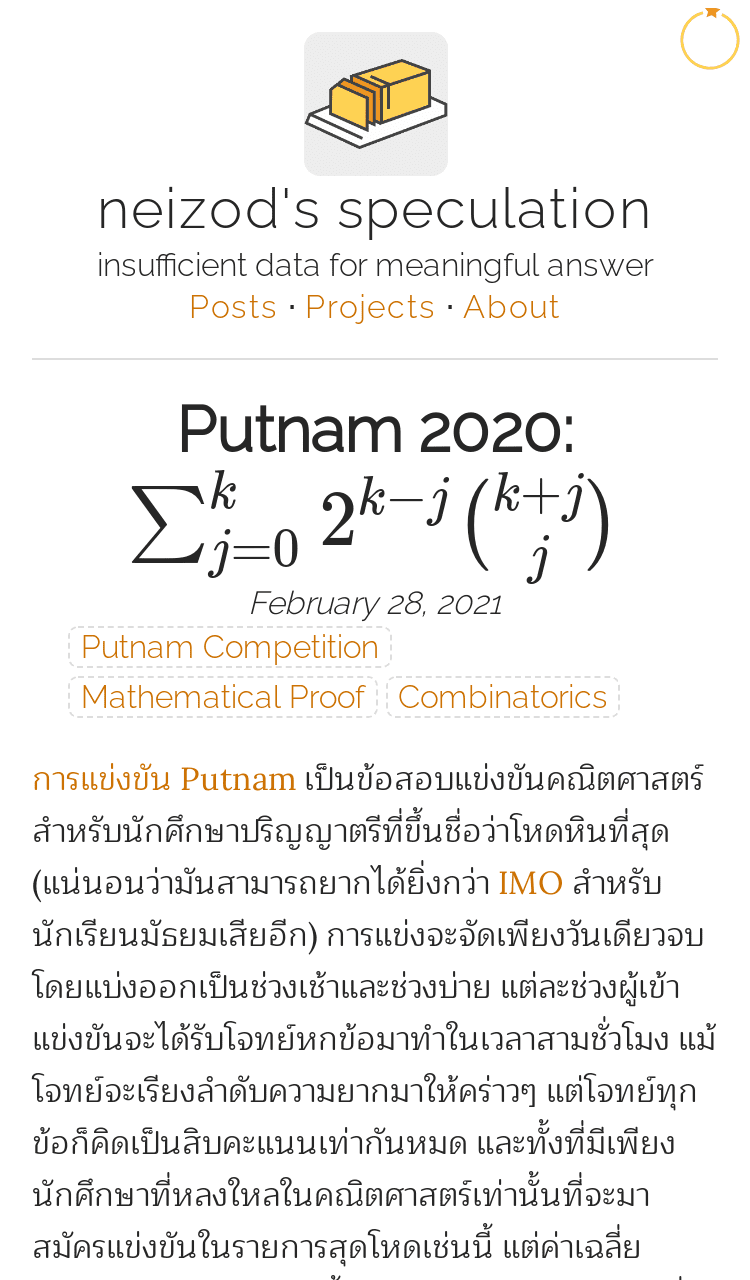 neizod's speculation
insufficient data for meaningful answer
Posts · Projects · About
Putnam 2020:
∑_{j=0}^{k} 2^{k−j} \binom{k+j}{j}
February 28, 2021
Putnam Competition
Mathematical Proof Combinatorics
การแข่งขัน Putnam เป็นข้อสอบแข่งขันคณิตศาสตร์
สำหรับนักศึกษาปริญญาตรีที่ขึ้นชื่อว่าโหดหินที่สุด
(แน่นอนว่ามันสามารถยากได้ยิ่งกว่า IMO สำหรับ
นักเรียนมัธยมเสียอีก) การแข่งจะจัดเพียงวันเดียวจบ
โดยแบ่งออกเป็นช่วงเช้าและช่วงบ่าย แต่ละช่วงผู้เข้า
แข่งขันจะได้รับโจทย์หกข้อมาทำในเวลาสามชั่วโมง แม้
โจทย์จะเรียงลำดับความยากมาให้คร่าวๆ แต่โจทย์ทุก
ข้อก็คิดเป็นสิบคะแนนเท่ากันหมด และทั้งที่มีเพียง
นักศึกษาที่หลงใหลในคณิตศาสตร์เท่านั้นที่จะมา
สมัครแข่งขันในรายการสุดโหดเช่นนี้ แต่ค่าเฉลี่ย